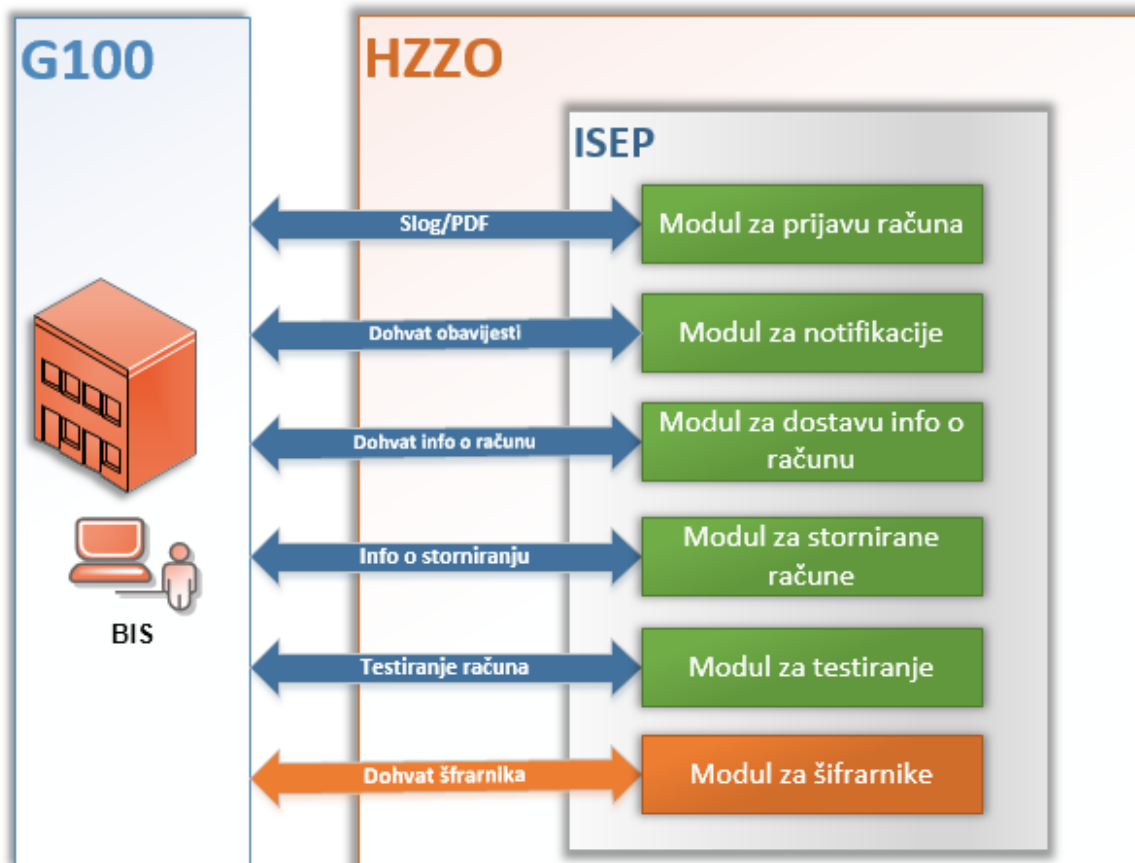 G100
HZZO
ISEP
Slog/PDF
Modul za prijavu računa
Dohvat obavijesti
Modul za notifikacije
Dohvat info o računu
Modul za dostavu info o
računu
Info o storniranju
Modul za stornirane
račune
BIS
Testiranje računa
Modul za testiranje
Dohvat šfrarnika
Modul za šifrarnike